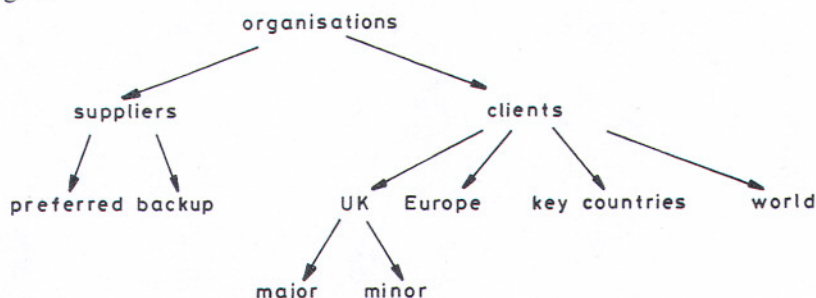 organisations
suppliers clients
preferred backup UK Europe key countries world
major minor